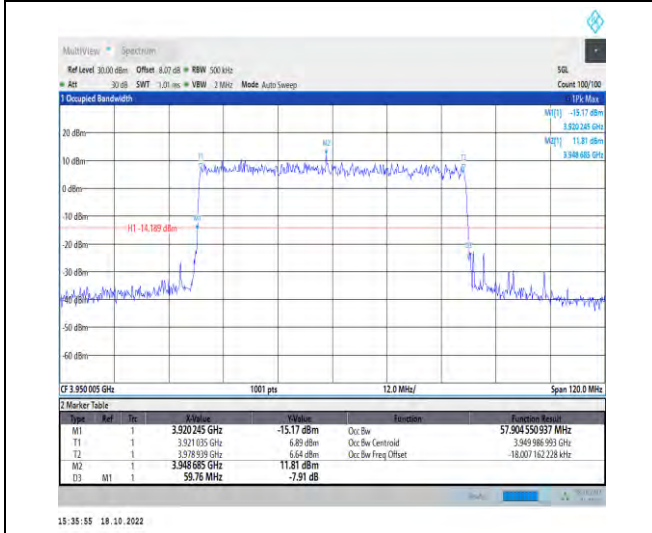 MultiView Spectrum
Ref Level 30.00 dBm Offset 8.07 dB RBW 500 kHz SGL
Att 30 dB SWT 1.01 ms VBW 2 MHz Mode Auto Sweep Count 100/100
1 Occupied Bandwidth 1Pk Max
M1[1] -15.17 dBm
3.920 245 GHz
20 dBm M2[1] 11.81 dBm
3.948 685 GHz
M2
10 dBm T1 T2
0 dBm
-10 dBm
M1
H1 -14.189 dBm
-20 dBm
D3
-30 dBm
-40 dBm
-50 dBm
-60 dBm
CF 3.950 005 GHz 1001 pts 12.0 MHz/ Span 120.0 MHz
2 Marker Table
Type Ref Trc X-Value Y-Value Function Function Result
M1 1 3.920 245 GHz -15.17 dBm Occ Bw 57.904 550 937 MHz
T1 1 3.921 035 GHz 6.89 dBm Occ Bw Centroid 3.949 986 993 GHz
T2 1 3.978 939 GHz 6.64 dBm Occ Bw Freq Offset -18.007 162 228 kHz
M2 1 3.948 685 GHz 11.81 dBm
D3 M1 1 59.76 MHz -7.91 dB
15:35:55 18.10.2022